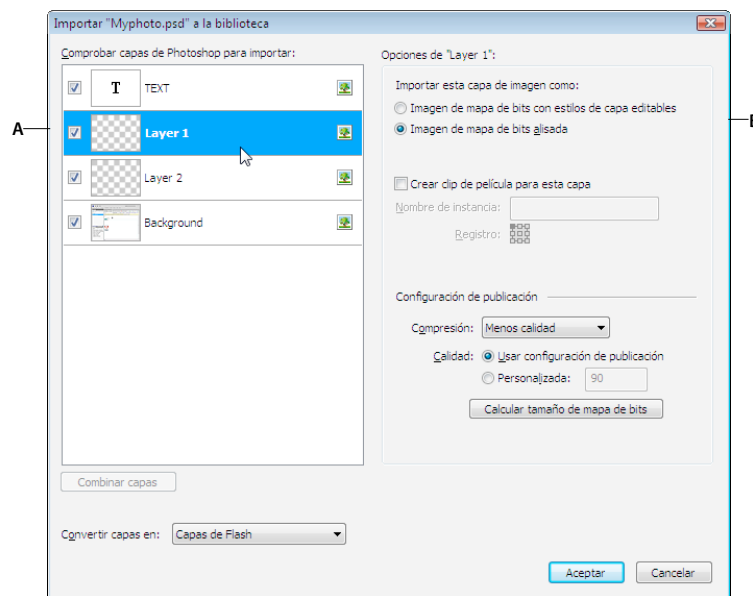 Importar "Myphoto.psd" a la biblioteca
Comprobar capas de Photoshop para importar:
T TEXT
A
Layer 1
Layer 2
Background
Combinar capas
Convertir capas en: Capas de Flash
Opciones de "Layer 1":
Importar esta capa de imagen como:
Imagen de mapa de bits con estilos de capa editables
Imagen de mapa de bits alisada
Crear clip de película para esta capa
Nombre de instancia:
Registro:
Configuración de publicación
Compresión: Menos calidad
Calidad: Usar configuración de publicación
Personalizada: 90
Calcular tamaño de mapa de bits
Aceptar Cancelar